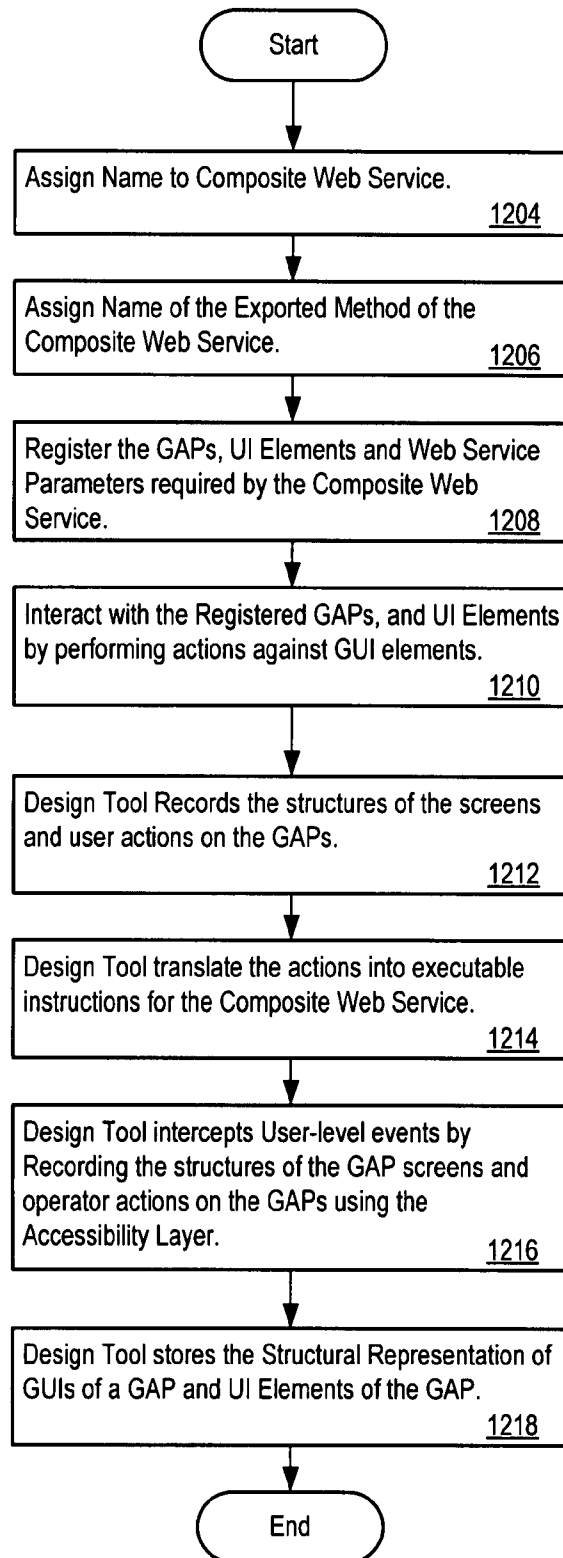 Start
Assign Name to Composite Web Service.
1204
Assign Name of the Exported Method of the
Composite Web Service.
1206
Register the GAPs, UI Elements and Web Service
Parameters required by the Composite Web
Service.
1208
Interact with the Registered GAPs, and UI Elements
by performing actions against GUI elements.
1210
Design Tool Records the structures of the screens
and user actions on the GAPs.
1212
Design Tool translate the actions into executable
instructions for the Composite Web Service.
1214
Design Tool intercepts User-level events by
Recording the structures of the GAP screens and
operator actions on the GAPs using the
Accessibility Layer.
1216
Design Tool stores the Structural Representation of
GUIs of a GAP and UI Elements of the GAP.
1218
End